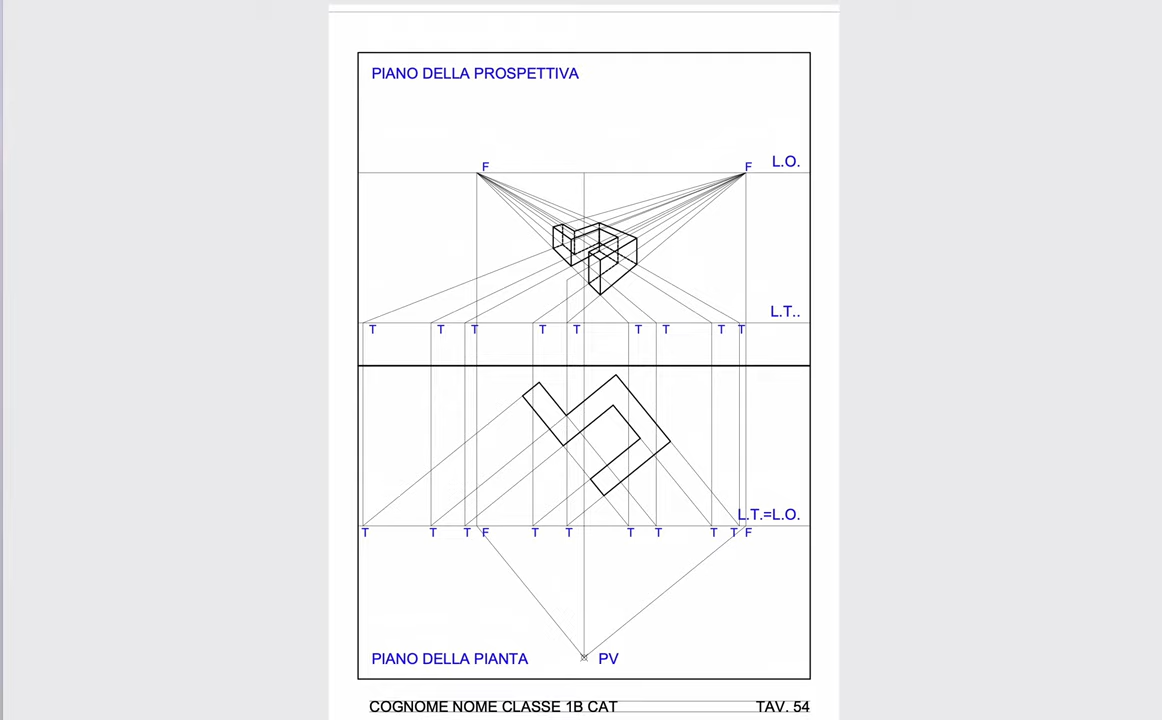 PIANO DELLA PROSPETTIVA
F F L.O.
L.T..
T T T T T T T T T
L.T.=L.O.
T T T F T T T T T T F
PIANO DELLA PIANTA PV
COGNOME NOME CLASSE 1B CAT TAV. 54